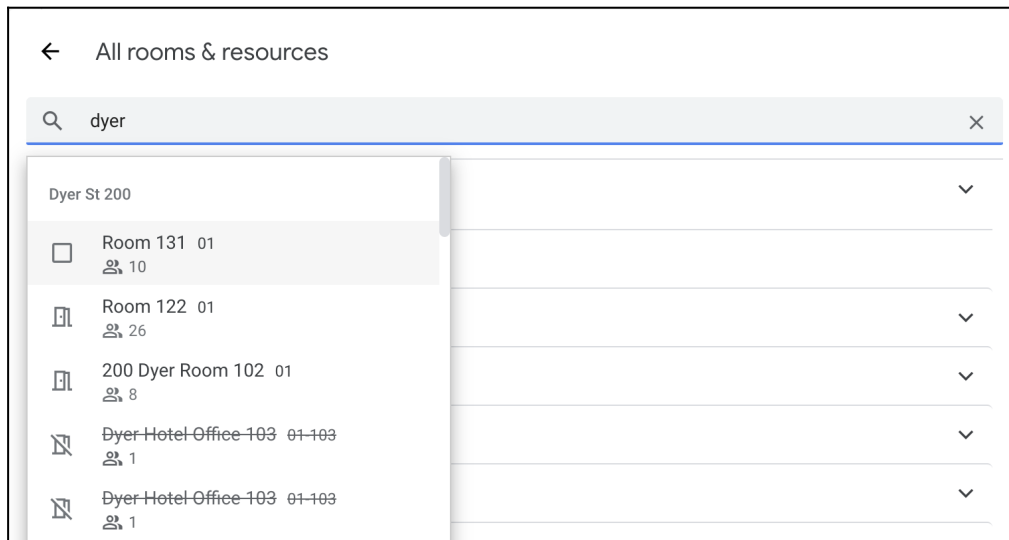 All rooms & resources
dyer
Dyer St 200
Room 131 01
10
Room 122 01
26
200 Dyer Room 102 01
8
Dyer Hotel Office 103 01-103
1
Dyer Hotel Office 103 01-103
1